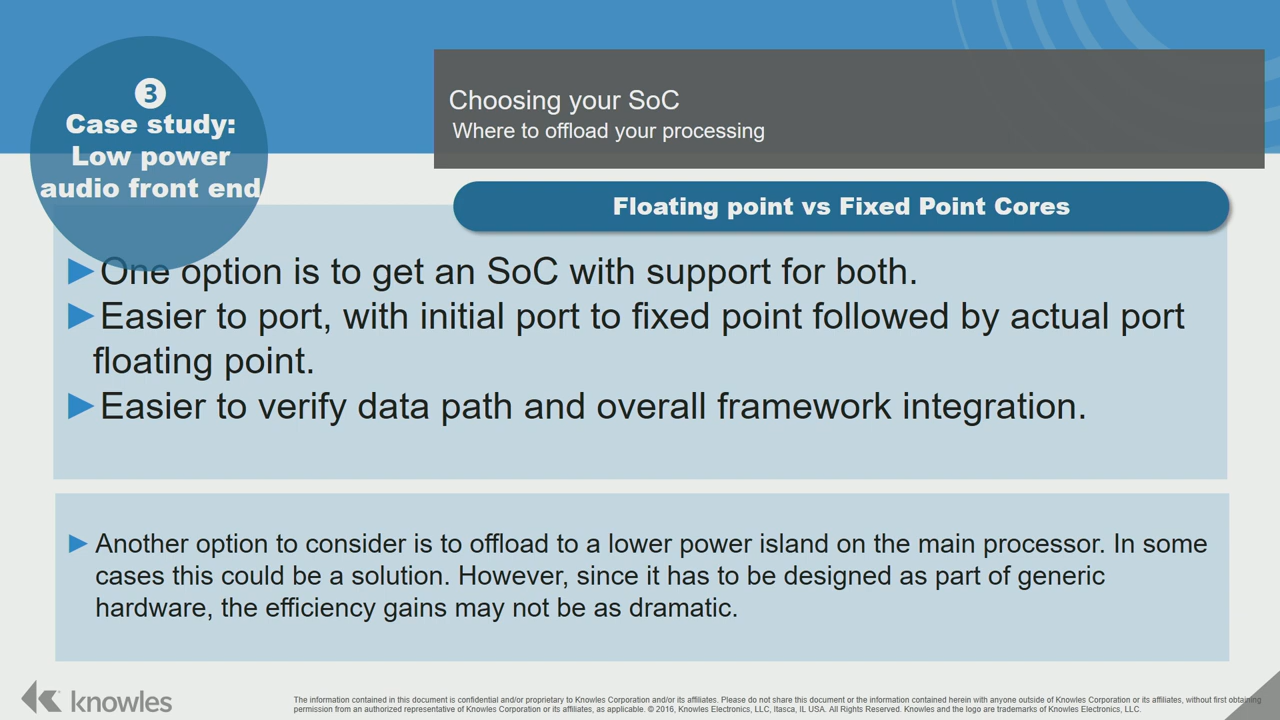 3
Case study:
Low power
audio front end
Choosing your SoC
Where to offload your processing
Floating point vs Fixed Point Cores
One option is to get an SoC with support for both.
Easier to port, with initial port to fixed point followed by actual port
floating point.
Easier to verify data path and overall framework integration.
Another option to consider is to offload to a lower power island on the main processor. In some
cases this could be a solution. However, since it has to be designed as part of generic
hardware, the efficiency gains may not be as dramatic.
knowles
The information contained in this document is confidential and/or proprietary to Knowles Corporation and/or its affiliates. Please do not share this document or the information contained herein with anyone outside of Knowles Corporation or its affiliates, without first obtaining
permission from an authorized representative of Knowles Corporation or its affiliates, as applicable. © 2016, Knowles Electronics, LLC, Itasca, IL USA. All Rights Reserved. Knowles and the logo are trademarks of Knowles Electronics, LLC.